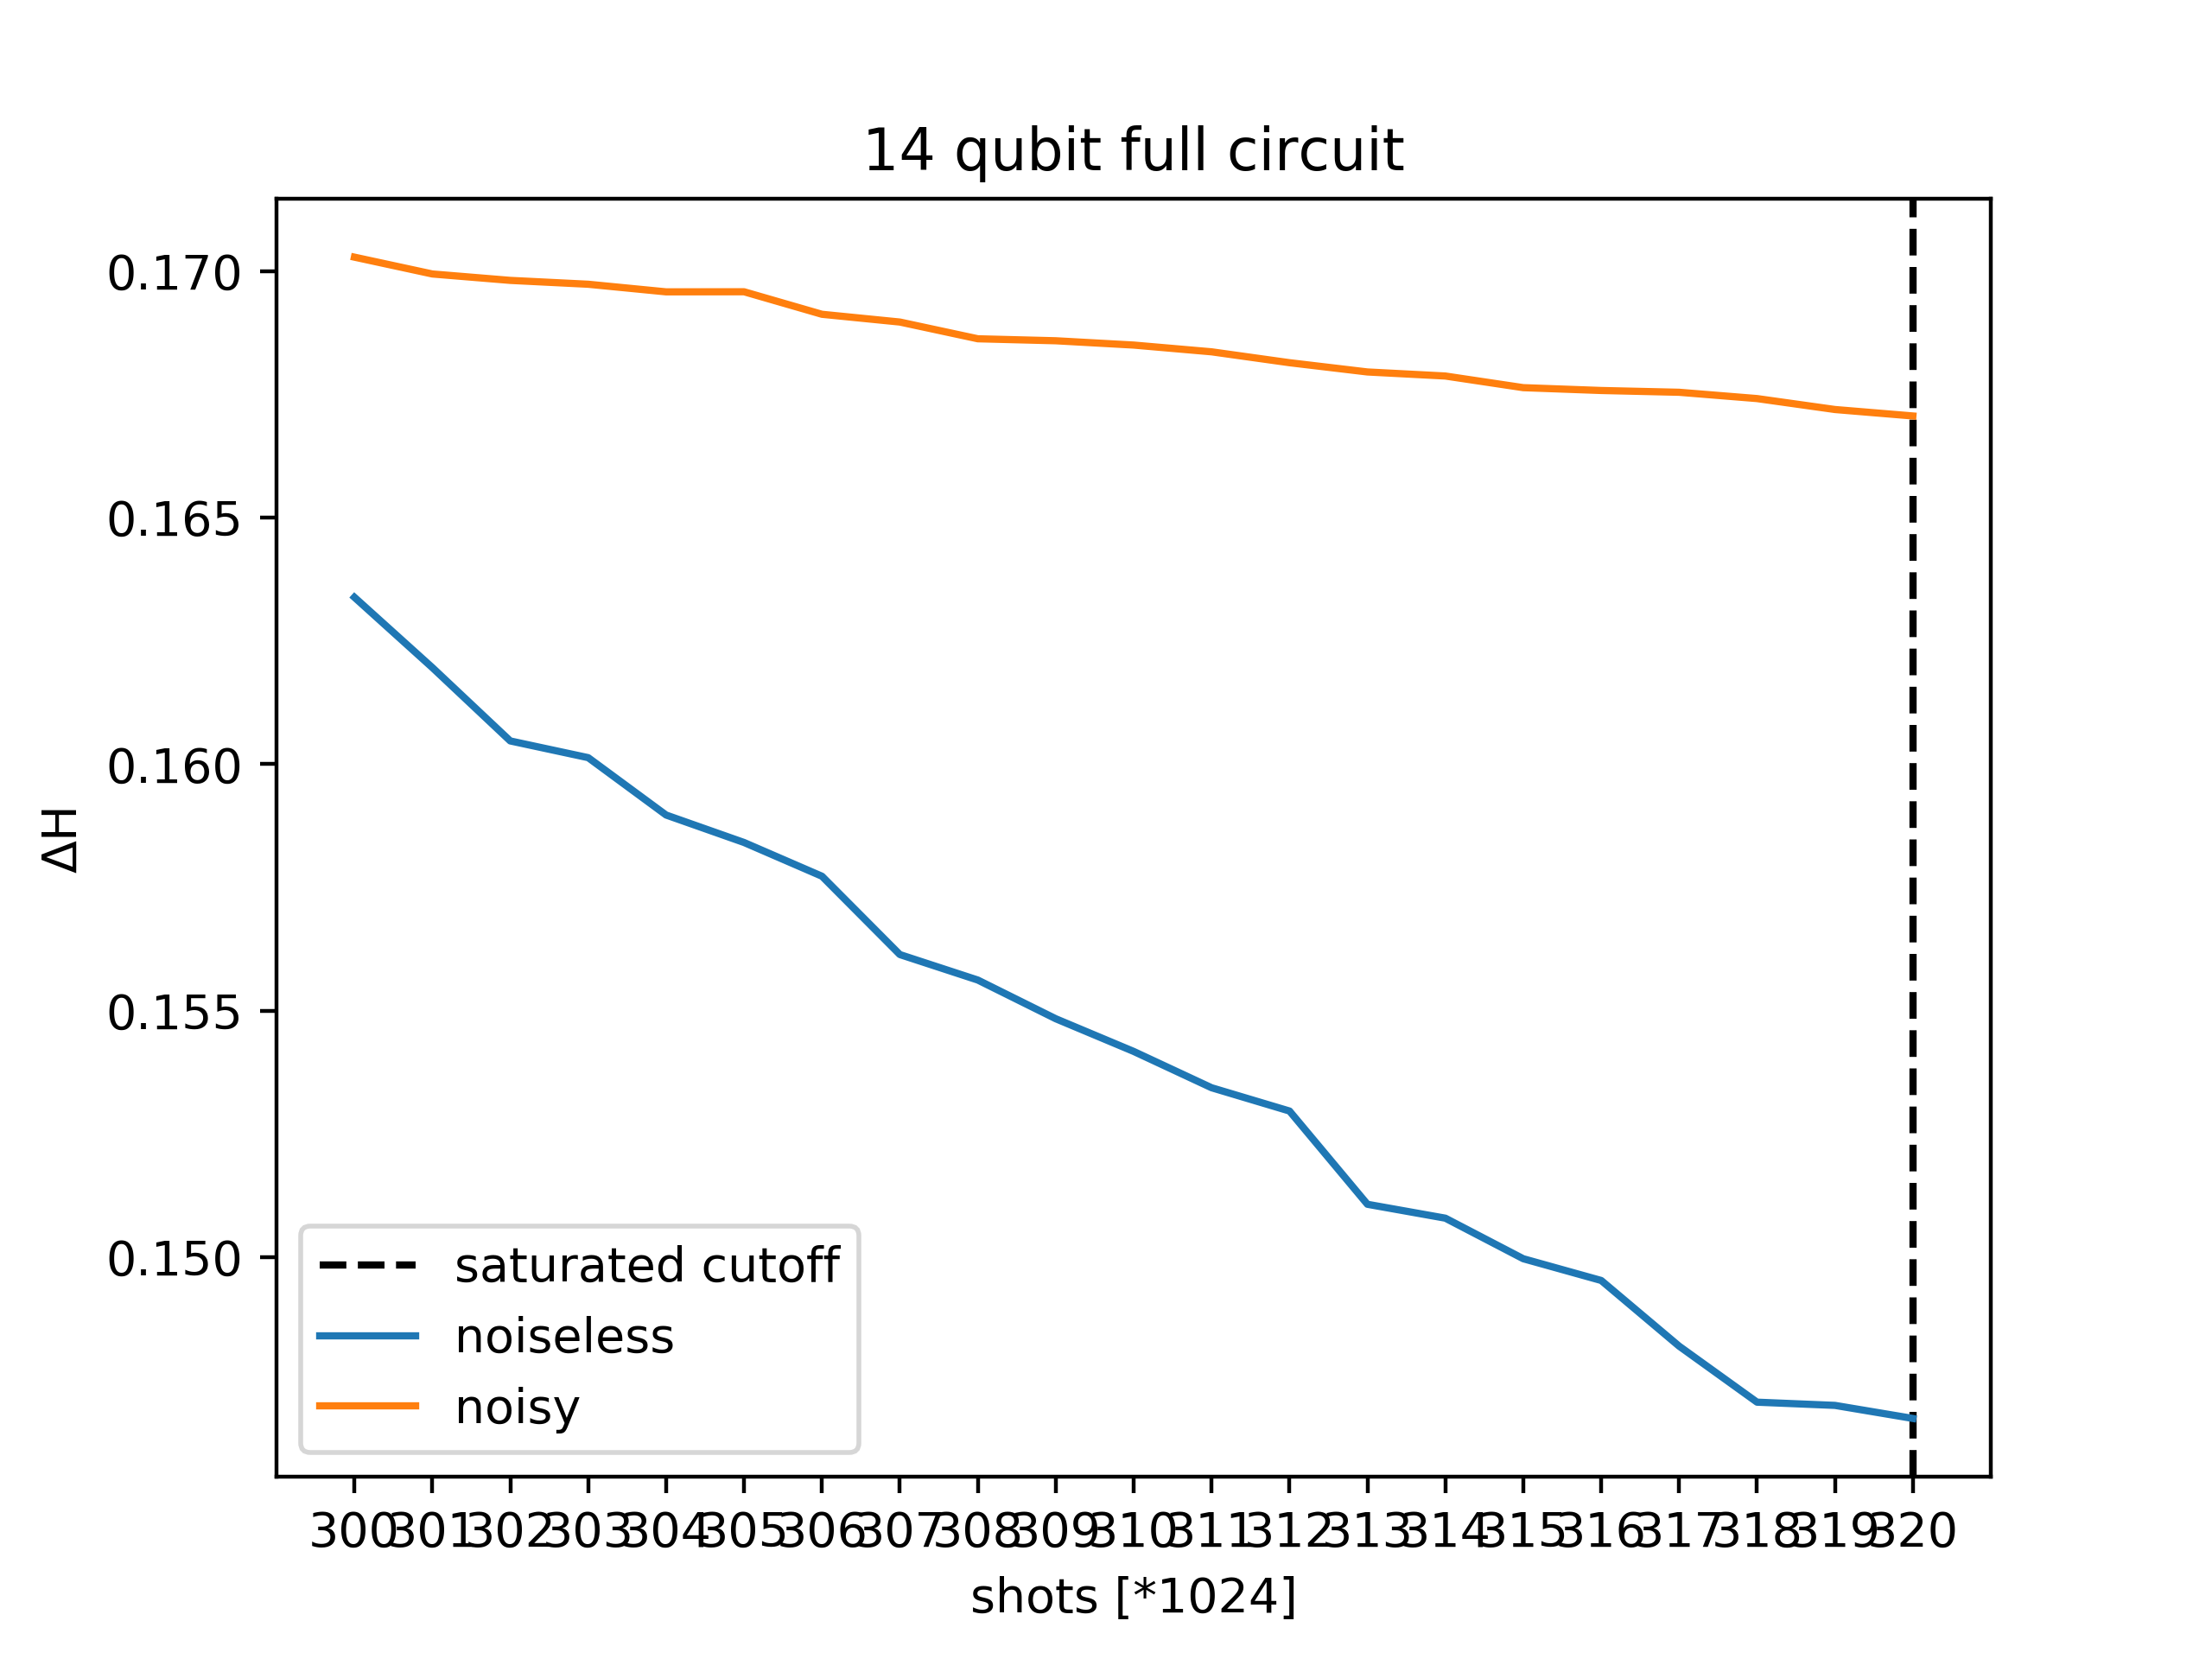 14 qubit full circuit
0.170
0.165
0.160
0.155
0.150
ΔH
saturated cutoff
noiseless
noisy
300 301 302 303 304 305 306 307 308 309 310 311 312 313 314 315 316 317 318 319 320
shots [*1024]